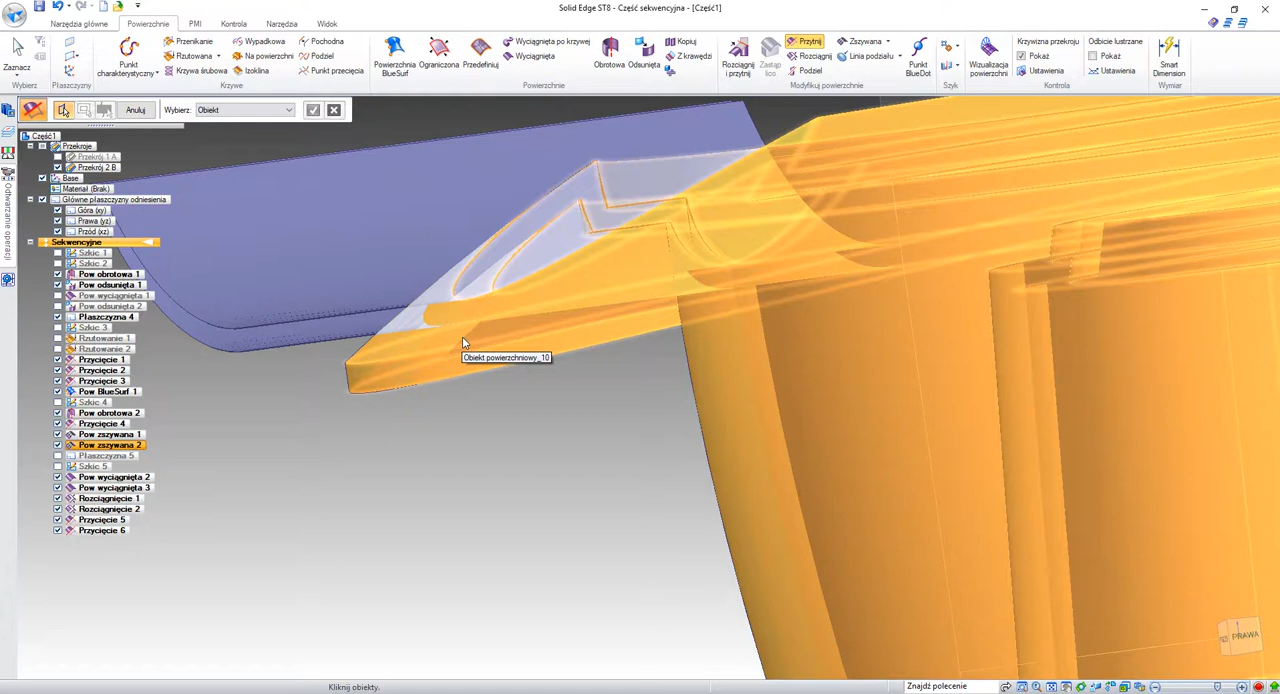 Solid Edge ST8 - Część sekwencyjna - [Część1]
Narzędzia główne
Powierzchnie
PMI
Kontrola
Narzędzia
Widok
Zaznacz
Wybierz
Płaszczyzny
Punkt charakterystyczny
Przenikanie
Rzutowana
Krzywa śrubowa
Wypadkowa
Na powierzchni
Izoklina
Pochodna
Podziel
Punkt przecięcia
Krzywe
Powierzchnia BlueSurf
Ograniczona
Przedefiniuj
Wyciągnięta po krzywej
Wyciągnięta
Obrotowa
Odsunięta
Kopiuj
Z krawędzi
Powierzchnie
Rozciągnij i przytnij
Zastąp lico
Przytnij
Rozciągnij
Podziel
Zszywana
Linia podziału
Punkt BlueDot
Modyfikuj powierzchnie
Szyk
Wizualizacja powierzchni
Krzywizna przekroju
Pokaż
Ustawienia
Odbicie lustrzane
Pokaż
Ustawienia
Kontrola
Smart Dimension
Wymiar
Anuluj
Wybierz:
Obiekt
Odtwarzanie operacji
Część1
Przekroje
Przekrój 1 A
Przekrój 2 B
Base
Materiał (Brak)
Główne płaszczyzny odniesienia
Góra (xy)
Prawa (yz)
Przód (xz)
Sekwencyjne
Szkic 1
Szkic 2
Pow obrotowa 1
Pow odsunięta 1
Pow wyciągnięta 1
Pow odsunięta 2
Płaszczyzna 4
Szkic 3
Rzutowanie 1
Rzutowanie 2
Przycięcie 1
Przycięcie 2
Przycięcie 3
Pow BlueSurf 1
Szkic 4
Pow obrotowa 2
Przycięcie 4
Pow zszywana 1
Pow zszywana 2
Płaszczyzna 5
Szkic 5
Pow wyciągnięta 2
Pow wyciągnięta 3
Rozciągnięcie 1
Rozciągnięcie 2
Przycięcie 5
Przycięcie 6
Obiekt powierzchniowy_10
PRAWA
Kliknij obiekty.
Znajdź polecenie